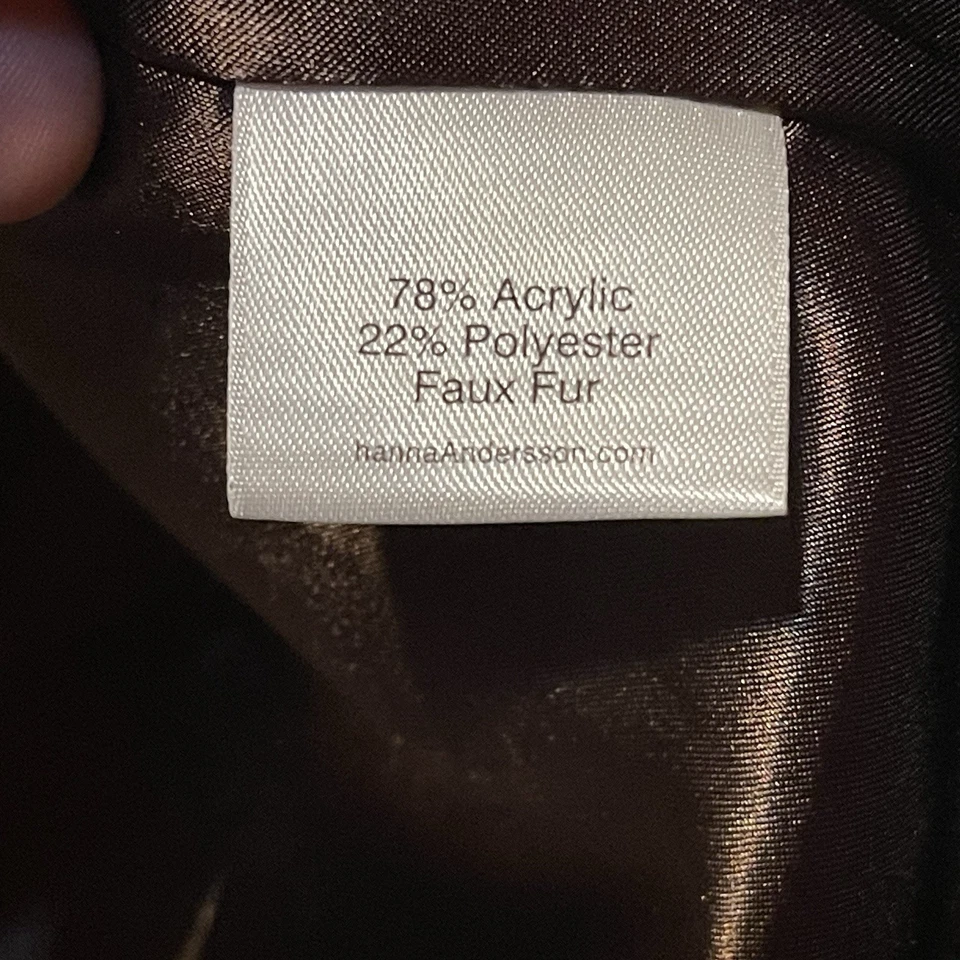 78% Acrylic
22% Polyester
Faux Fur
hannaAndersson.com